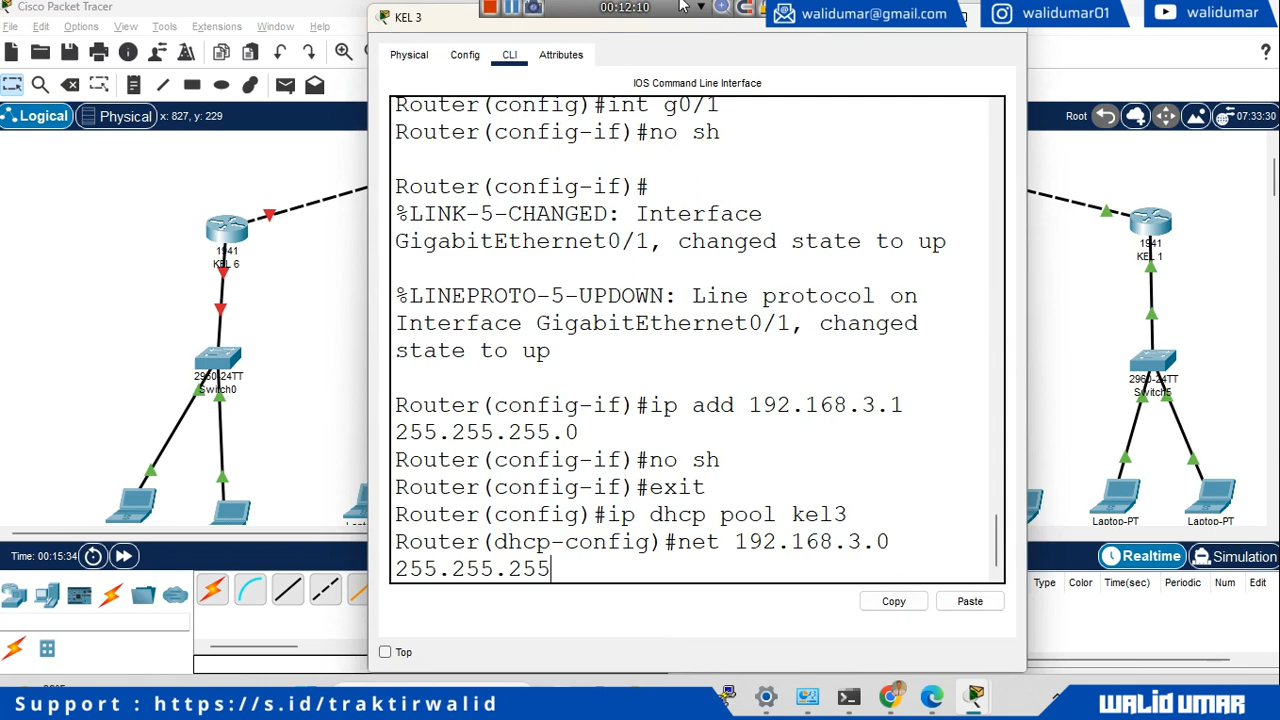 Cisco Packet Tracer
File Edit Options View Tools Extensions
KEL 3
00:12:10
walidumar@gmail.com
walidumar01
walidumar
Physical Config CLI Attributes
IOS Command Line Interface
Logical
Physical x: 827, y: 229
Root
07:33:30
Router(config)#int g0/1
Router(config-if)#no sh
Router(config-if)#
%LINK-5-CHANGED: Interface
GigabitEthernet0/1, changed state to up
%LINEPROTO-5-UPDOWN: Line protocol on
Interface GigabitEthernet0/1, changed
state to up
Router(config-if)#ip add 192.168.3.1
255.255.255.0
Router(config-if)#no sh
Router(config-if)#exit
Router(config)#ip dhcp pool kel3
Router(dhcp-config)#net 192.168.3.0
255.255.255
1941
KEL 6
2960-24TT
Switch0
1941
KEL 1
2960-24TT
Switch5
Laptop-PT
Laptop-PT
Copy
Paste
Top
Time: 00:15:34
Realtime
Simulation
Type Color Time(sec) Periodic Num
Support : https://s.id/traktirwalid
WALID UMAR